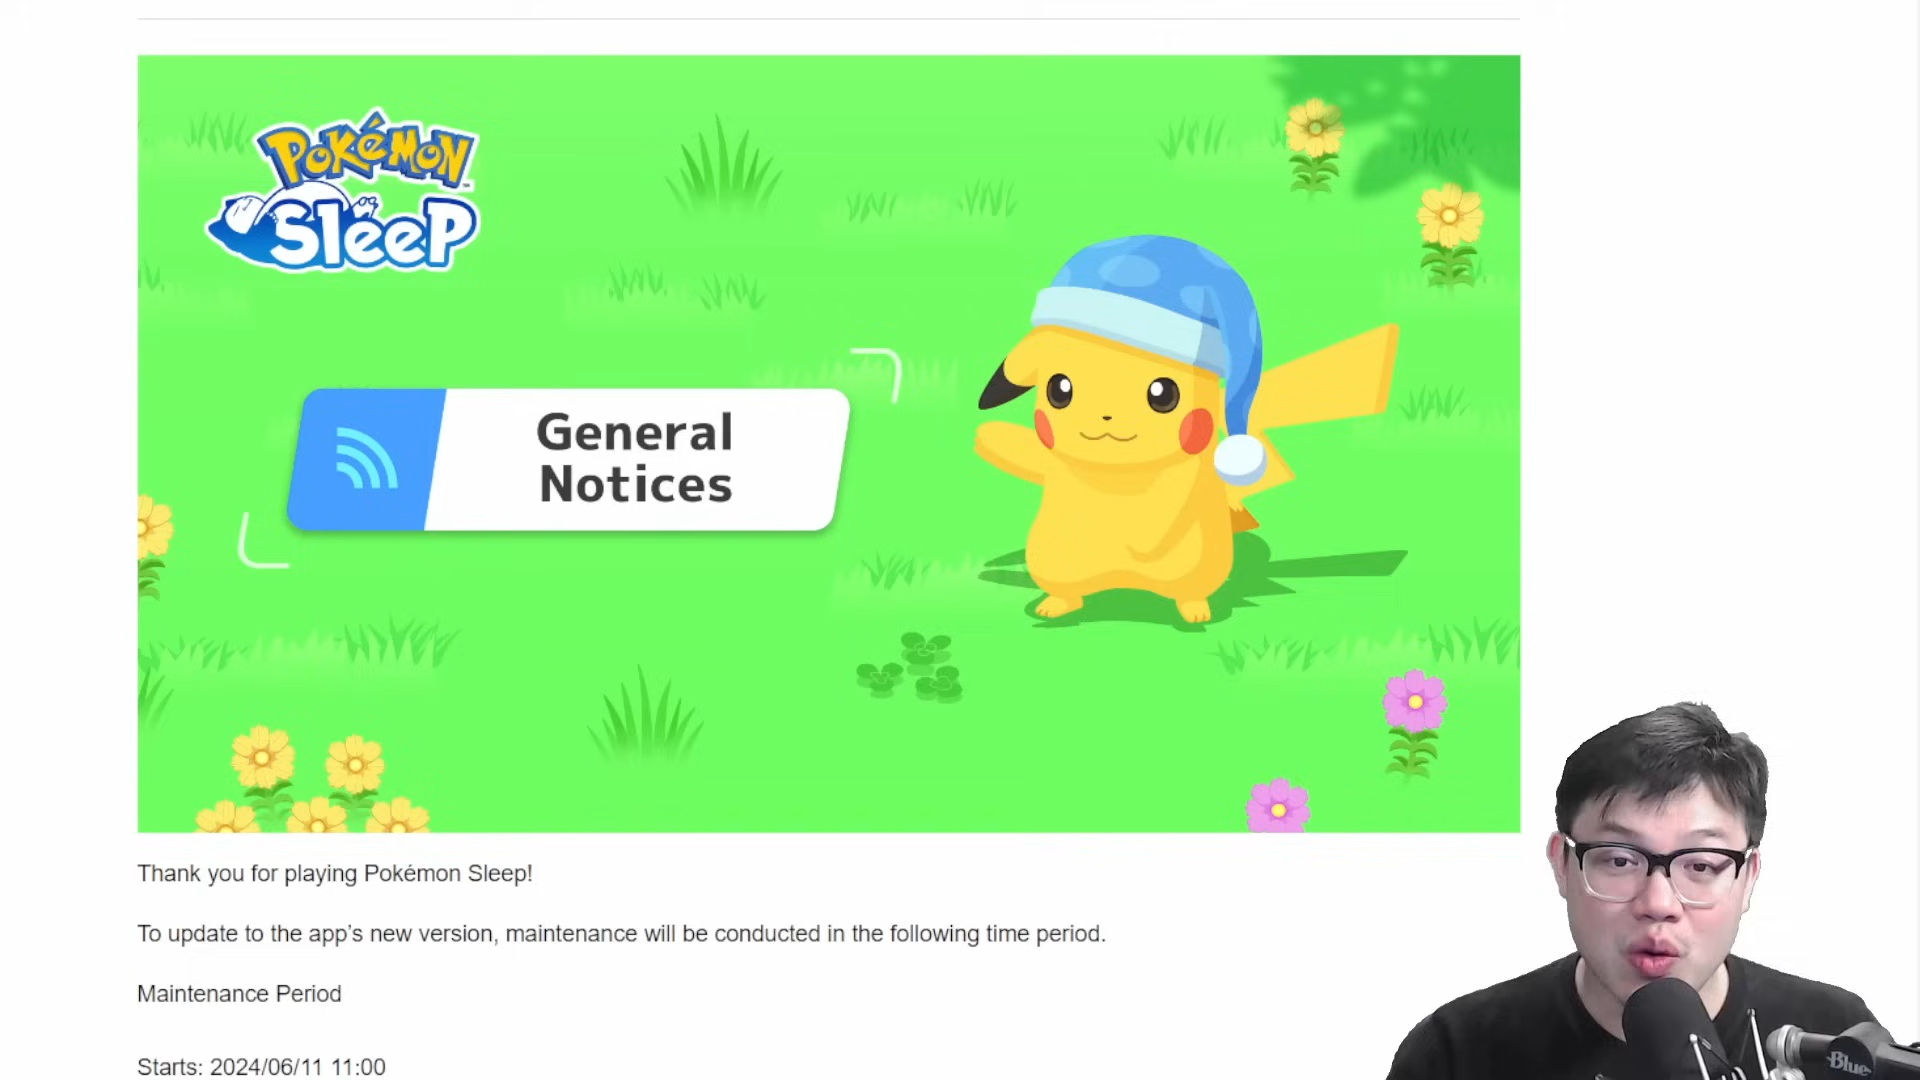 POKéMON
Sleep
General
Notices
Thank you for playing Pokémon Sleep!
To update to the app’s new version, maintenance will be conducted in the following time period.
Maintenance Period
Starts: 2024/06/11 11:00
Blue